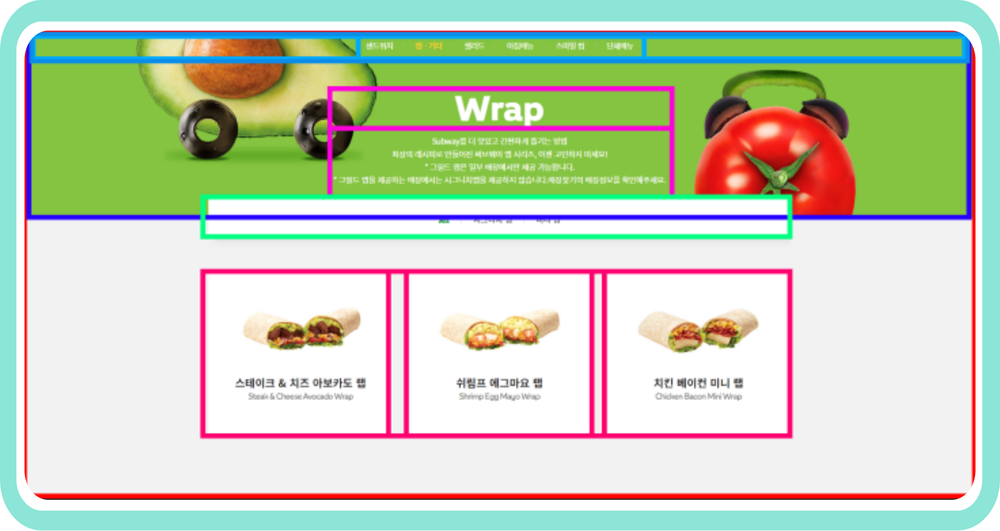 샌드위치 랩 · 기타 샐러드 아침메뉴 스마일 썹 단체메뉴
Wrap
Subway를 더 맛있고 간편하게 즐기는 방법
최상의 레시피로 만들어진 써브웨이 랩 시리즈, 이젠 고민하지 마세요!
* 그릴드 랩은 일부 매장에서만 제공 가능합니다.
* 그릴드 랩을 제공하는 매장에서는 시그니처랩을 제공하지 않습니다.매장찾기의 매장정보를 확인해주세요.
스테이크 & 치즈 아보카도 랩
Steak & Cheese Avocado Wrap
쉬림프 에그마요 랩
Shrimp Egg Mayo Wrap
치킨 베이컨 미니 랩
Chicken Bacon Mini Wrap